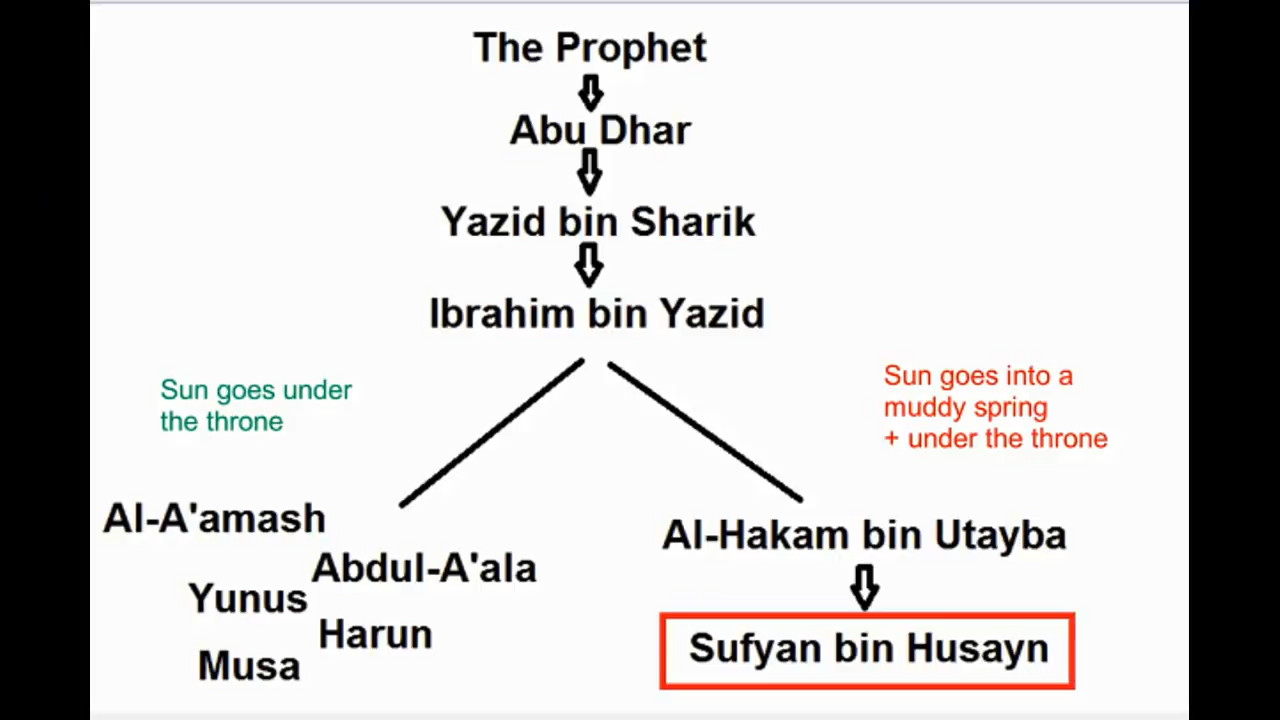 The Prophet
Abu Dhar
Yazid bin Sharik
Ibrahim bin Yazid
Sun goes under
the throne
Sun goes into a
muddy spring
+ under the throne
Al-A'amash
Abdul-A'ala
Yunus
Harun
Musa
Al-Hakam bin Utayba
Sufyan bin Husayn